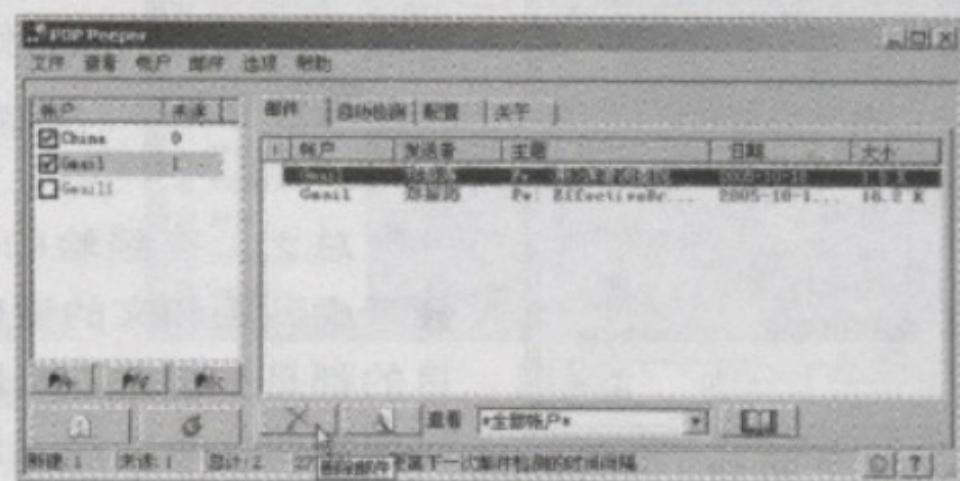 POP Peeper
文件 查看 帐户 邮件 选项 帮助
帐户 未读
China 0
Gmail 1
Gmail1
邮件 自动检测 配置 关于
! 帐户 发送者 主题 日期 大小
Gmail 2005-10-18
Gmail Fw: EffectiveBr... 2005-10-1... 16.2 K
查看 *全部帐户*
新建: 1 未读: 1 总计: 2 下一次邮件检测的时间间隔
删除邮件